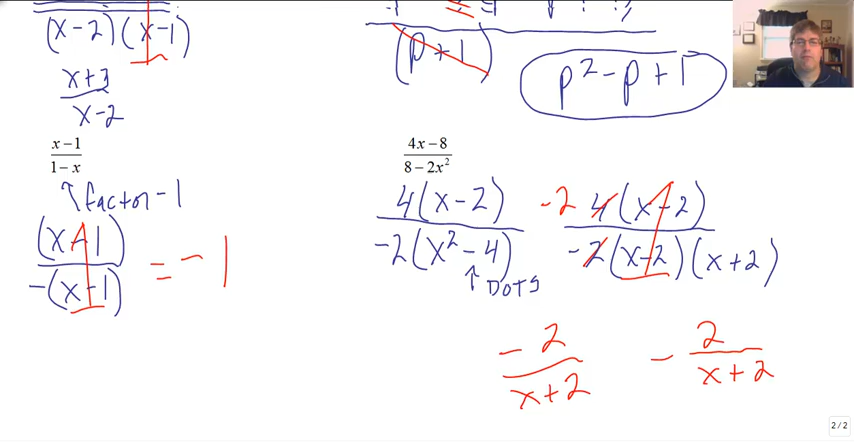 (x-2)(x-1)
x+3
x-2
(p+1)
p²-p+1
x-1
1-x
factor -1
(x-1)
-(x-1)
= -1
4x-8
8-2x²
4(x-2)
-2(x²-4)
DOTS
-2 4(x-2)
-2(x-2)(x+2)
-2
x+2
- 2
x+2
2/2